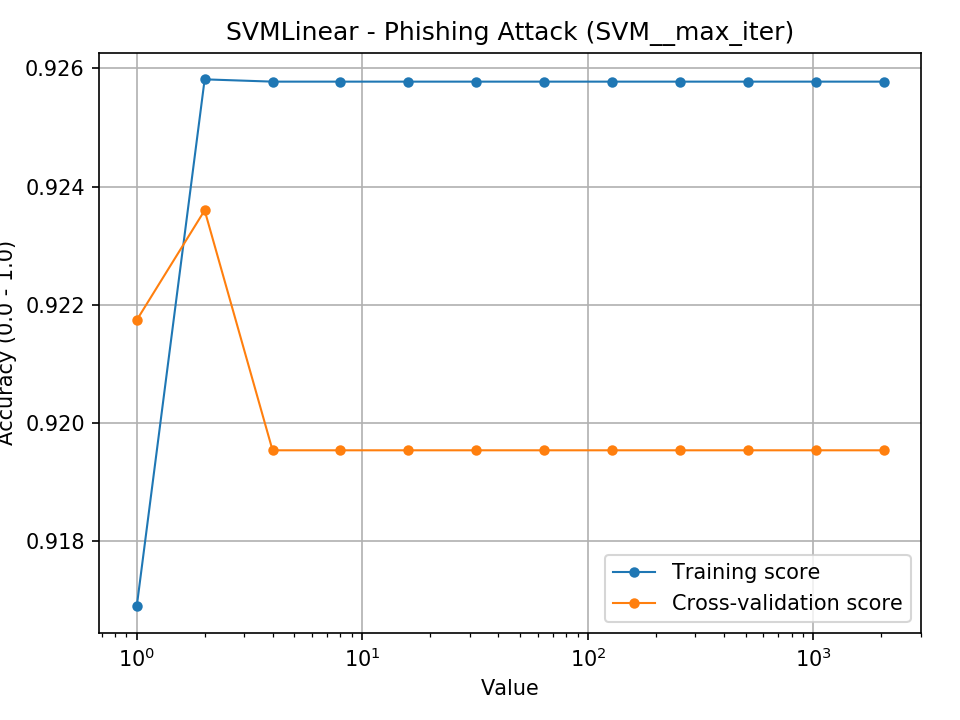 SVMLinear - Phishing Attack (SVM__max_iter)
0.926
0.924
0.922
0.920
0.918
Accuracy (0.0 - 1.0)
10⁰ 10¹ 10² 10³
Value
Training score
Cross-validation score